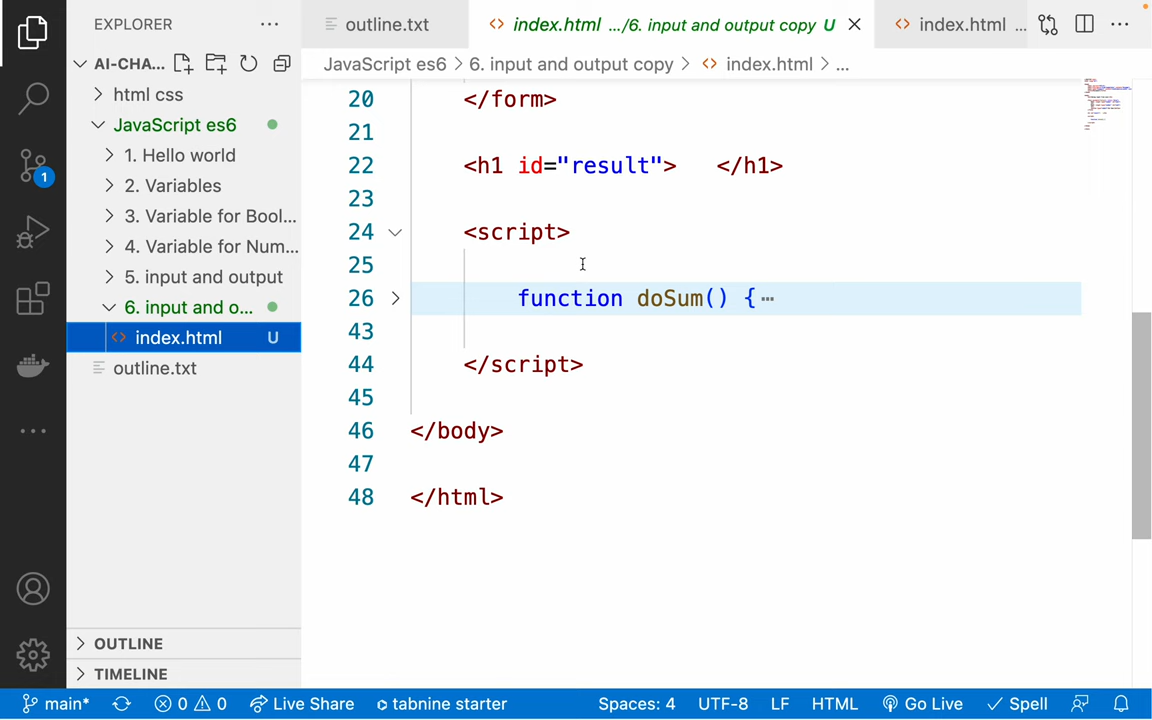 EXPLORER
AI-CHA...
html css
JavaScript es6
1. Hello world
2. Variables
3. Variable for Bool...
4. Variable for Num...
5. input and output
6. input and o...
index.html U
outline.txt
OUTLINE
TIMELINE
outline.txt
index.html .../6. input and output copy U
index.html ...
JavaScript es6 > 6. input and output copy > index.html > ...
20 </form>
21
22 <h1 id="result"> </h1>
23
24 <script>
25
26 function doSum() {
43
44 </script>
45
46 </body>
47
48 </html>
1
main* 0 0 Live Share tabnine starter Spaces: 4 UTF-8 LF HTML Go Live Spell